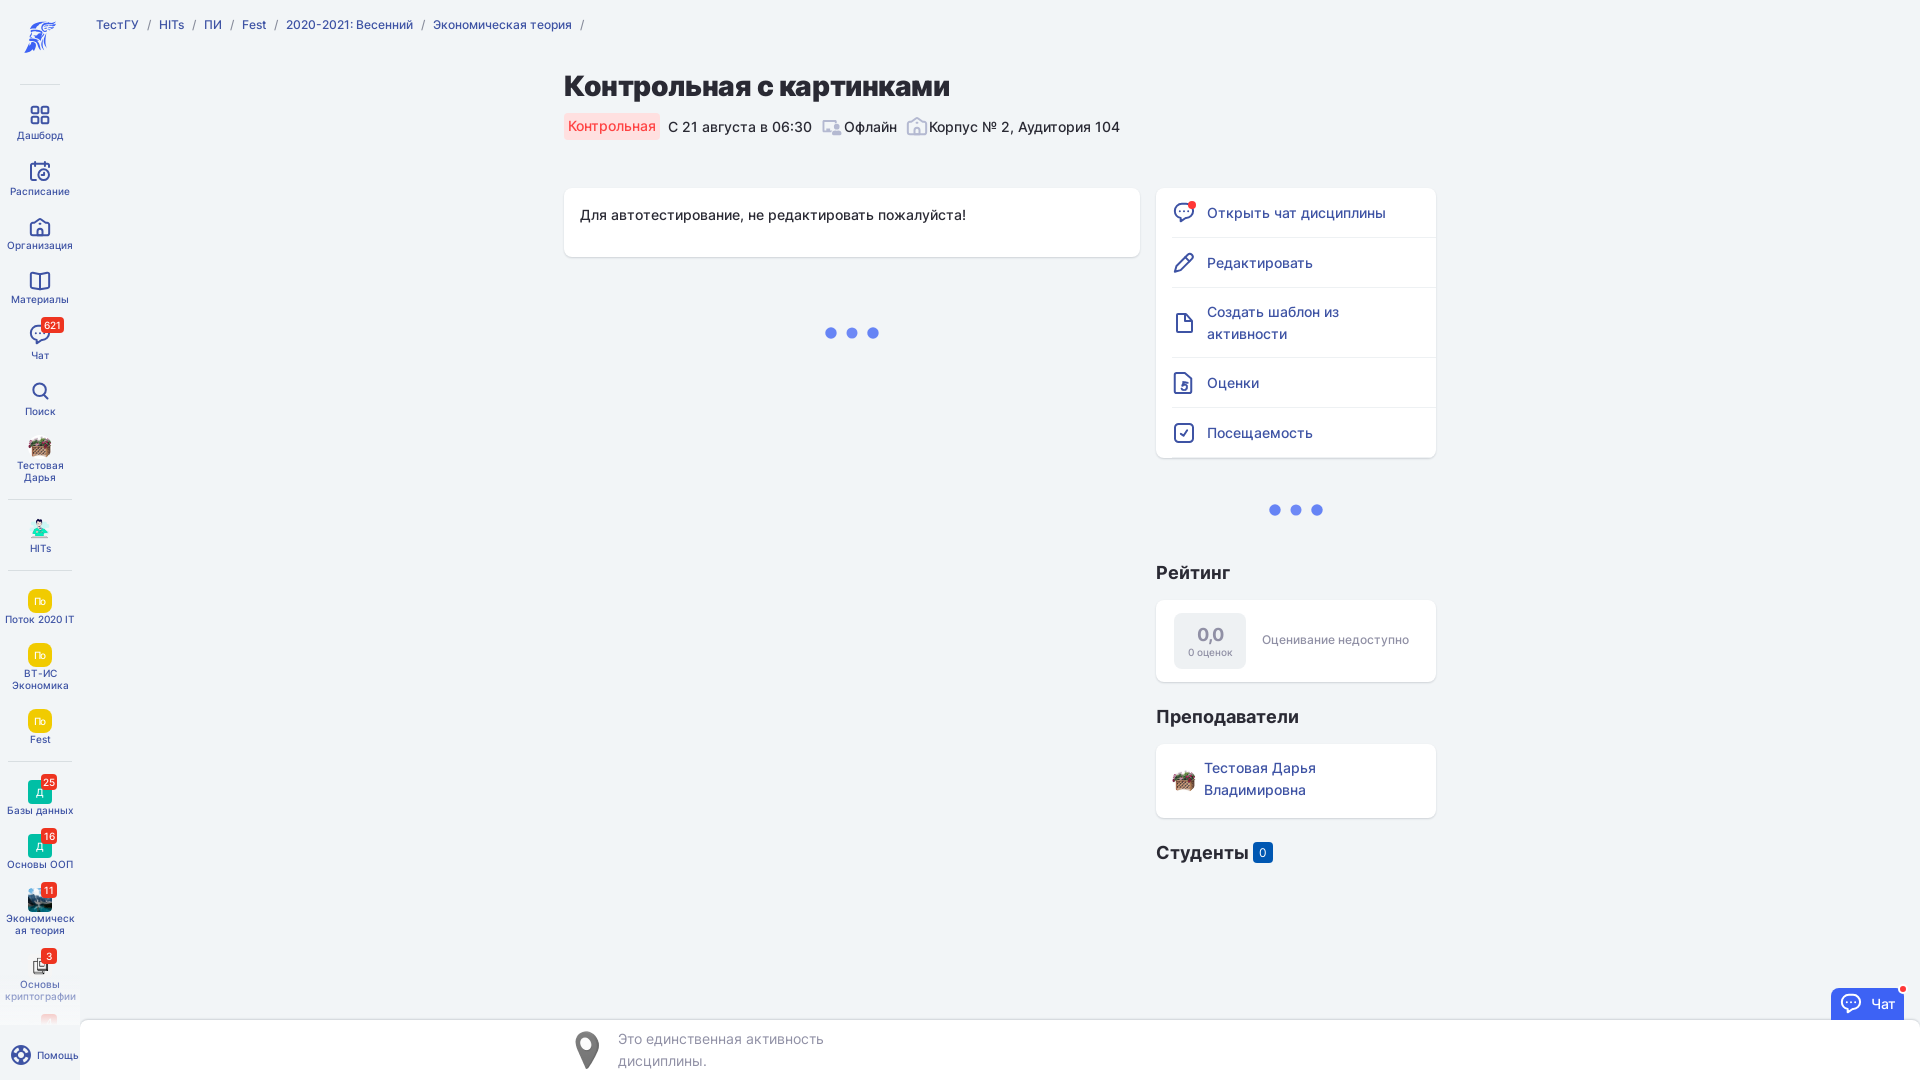 ТестГУ / HITs / ПИ / Fest / 2020-2021: Весенний / Экономическая теория /
Контрольная с картинками
Контрольная С 21 августа в 06:30 Офлайн Корпус № 2, Аудитория 104
Дашборд
Расписание
Организация
Материалы
621
Чат
Поиск
Тестовая
Дарья
HITs
По
Поток 2020 IT
По
ВТ-ИС
Экономика
По
Fest
Д
25
Базы данных
Д
16
Основы ООП
11
Экономическ
ая теория
3
Основы
криптографии
Помощь
Для автотестирование, не редактировать пожалуйста!
Открыть чат дисциплины
Редактировать
Создать шаблон из
активности
5
Оценки
Посещаемость
Рейтинг
0,0
0 оценок
Оценивание недоступно
Преподаватели
Тестовая Дарья
Владимировна
Студенты 0
Чат
Это единственная активность
дисциплины.